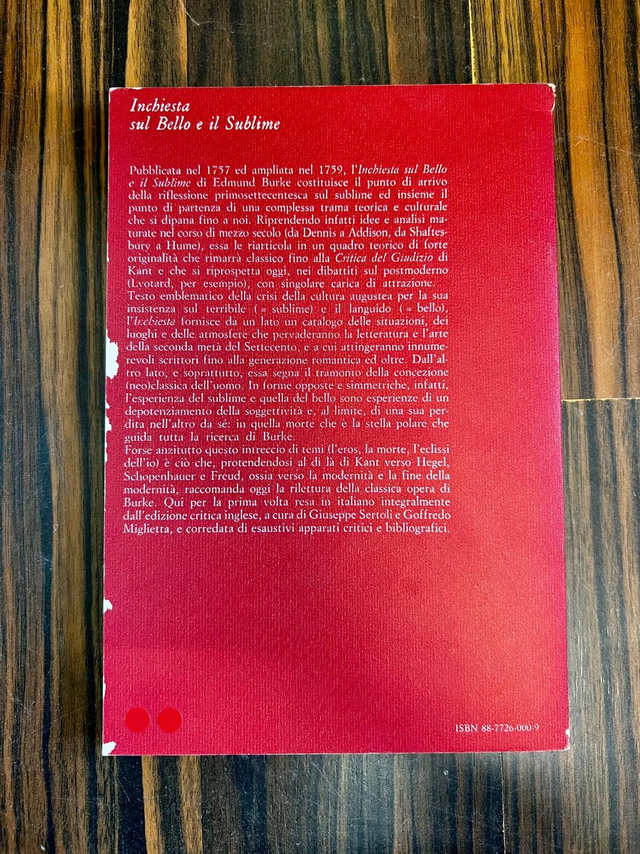 Inchiesta
sul Bello e il Sublime
Pubblicata nel 1757 ed ampliata nel 1759, l'Inchiesta sul Bello
e il Sublime di Edmund Burke costituisce il punto di arrivo
della riflessione primosettecentesca sul sublime ed insieme il
punto di partenza di una complessa trama teorica e culturale
che si dipana fino a noi. Riprendendo infatti idee e analisi ma-
turate nel corso di mezzo secolo (da Dennis a Addison, da Shaftes-
bury a Hume), essa le riarticola in un quadro teorico di forte
originalità che rimarrà classico fino alla Critica del Giudizio di
Kant e che si riprospetta oggi, nei dibattiti sul postmoderno
(Lyotard, per esempio), con singolare carica di attrazione.
Testo emblematico della crisi della cultura augustea per la sua
insistenza sul terribile (= sublime) e il languido (= bello),
l'Inchiesta fornisce da un lato un catalogo delle situazioni, dei
luoghi e delle atmosfere che pervaderanno la letteratura e l'arte
della seconda metà del Settecento, e a cui attingeranno innume-
revoli scrittori fino alla generazione romantica ed oltre. Dall'al-
tro lato, e soprattutto, essa segna il tramonto della concezione
(neo)classica dell'uomo. In forme opposte e simmetriche, infatti,
l'esperienza del sublime e quella del bello sono esperienze di un
depotenziamento della soggettività e, al limite, di una sua per-
dita nell'altro da sé: in quella morte che è la stella polare che
guida tutta la ricerca di Burke.
Forse anzitutto questo intreccio di temi (l'eros, la morte, l'eclissi
dell'io) è ciò che, protendendosi al di là di Kant verso Hegel,
Schopenhauer e Freud, ossia verso la modernità e la fine della
modernità, raccomanda oggi la rilettura della classica opera di
Burke. Qui per la prima volta resa in italiano integralmente
dall'edizione critica inglese, a cura di Giuseppe Sertoli e Goffredo
Miglietta, e corredata di esaustivi apparati critici e bibliografici.
ISBN 88-7726-000-9